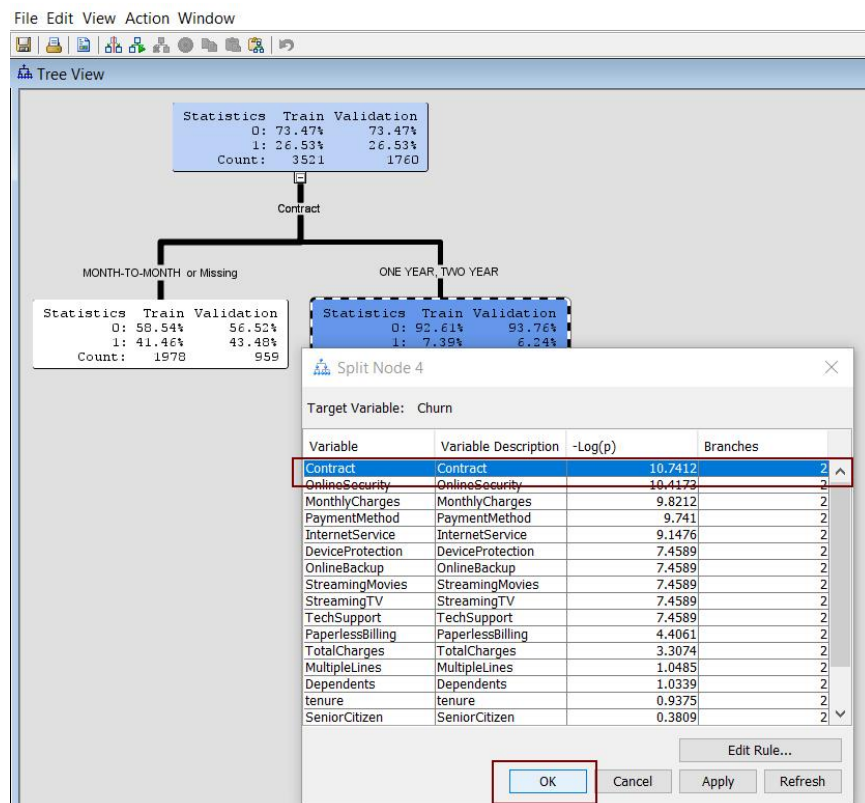 File Edit View Action Window
Tree View
Statistics Train Validation
0: 73.47% 73.47%
1: 26.53% 26.53%
Count: 3521 1760
Contract
MONTH-TO-MONTH or Missing
ONE YEAR, TWO YEAR
Statistics Train Validation
0: 58.54% 56.52%
1: 41.46% 43.48%
Count: 1978 959
Statistics Train Validation
0: 92.61% 93.76%
1: 7.39% 6.24%
Split Node 4
Target Variable: Churn
Variable Variable Description -Log(p) Branches
Contract Contract 10.7412 2
OnlineSecurity OnlineSecurity 10.4173 2
MonthlyCharges MonthlyCharges 9.8212 2
PaymentMethod PaymentMethod 9.741 2
InternetService InternetService 9.1476 2
DeviceProtection DeviceProtection 7.4589 2
OnlineBackup OnlineBackup 7.4589 2
StreamingMovies StreamingMovies 7.4589 2
StreamingTV StreamingTV 7.4589 2
TechSupport TechSupport 7.4589 2
PaperlessBilling PaperlessBilling 4.4061 2
TotalCharges TotalCharges 3.3074 2
MultipleLines MultipleLines 1.0485 2
Dependents Dependents 1.0339 2
tenure tenure 0.9375 2
SeniorCitizen SeniorCitizen 0.3809 2
Edit Rule...
OK Cancel Apply Refresh